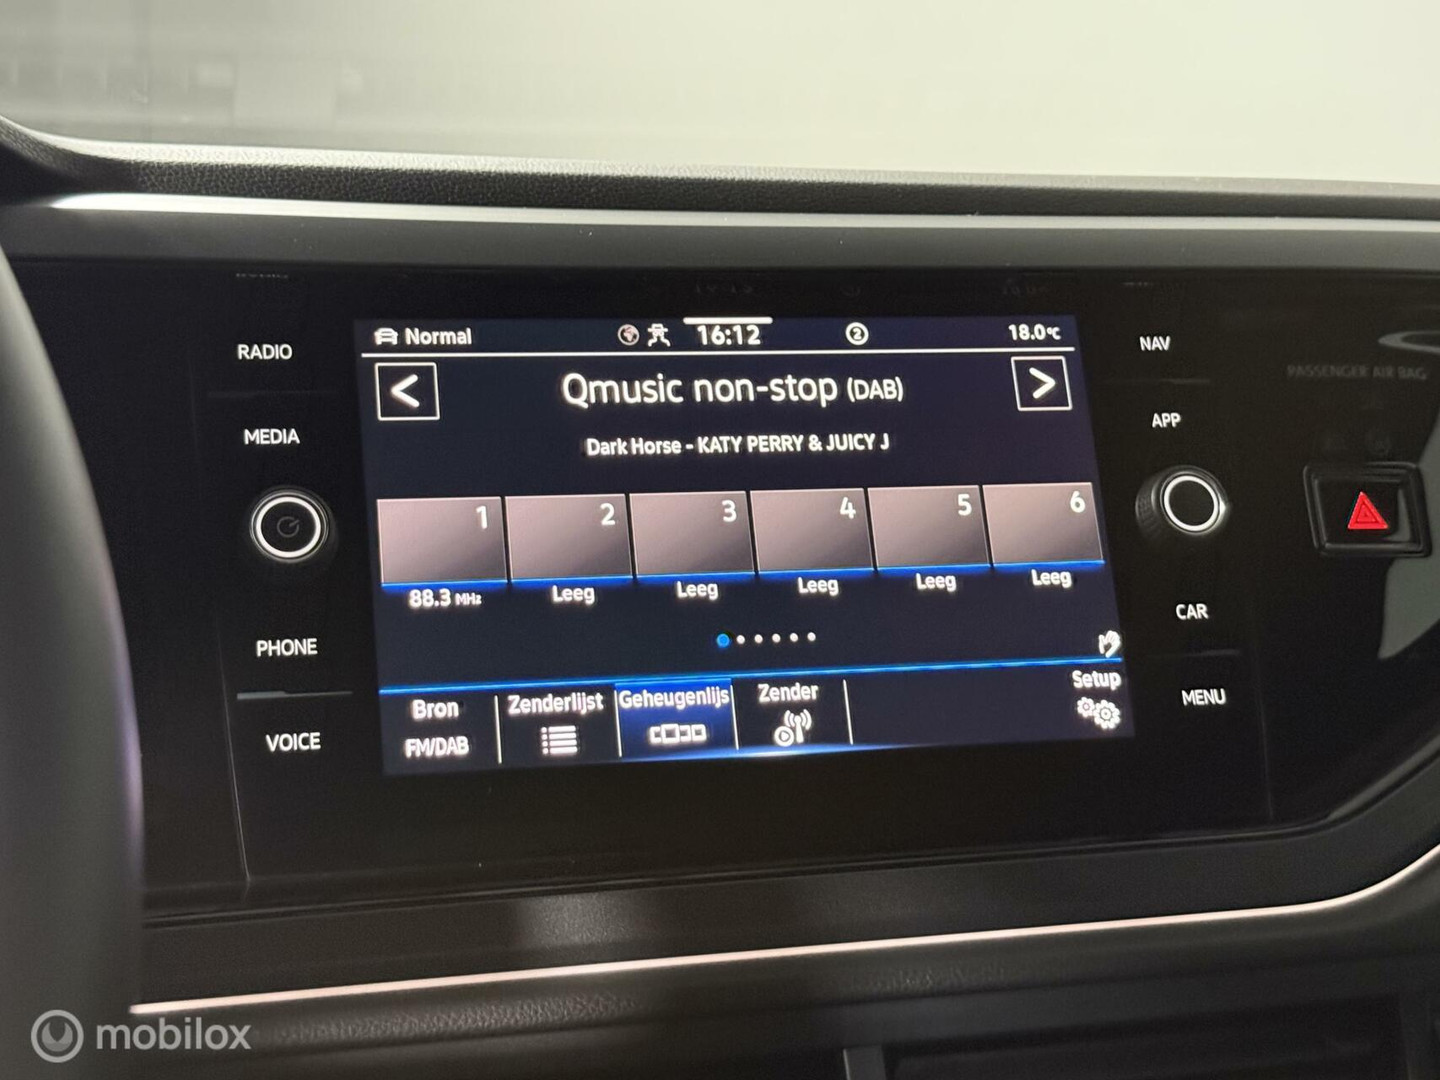 RADIO
MEDIA
PHONE
VOICE
Normal
16:12
2
18.0°C
<
Qmusic non-stop (DAB)
>
Dark Horse - KATY PERRY & JUICY J
1
2
3
4
5
6
88.3 MHz
Leeg
Leeg
Leeg
Leeg
Leeg
Bron
FM/DAB
Zenderlijst
Geheugenlijs
Zender
Setup
NAV
APP
CAR
MENU
PASSENGER AIR BAG
mobilox